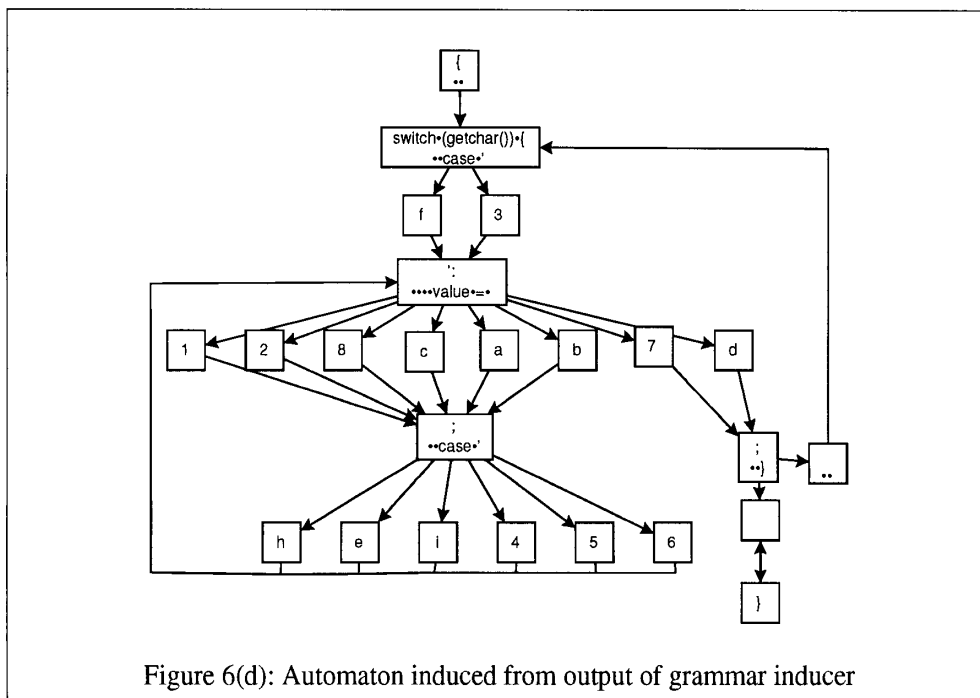 {
••
switch•(getchar())•{
••case•'
f
3
':
••••value•=•
1
2
8
c
a
b
7
d
;
••case•'
;
••}
••
h
e
i
4
5
6
}
Figure 6(d): Automaton induced from output of grammar inducer